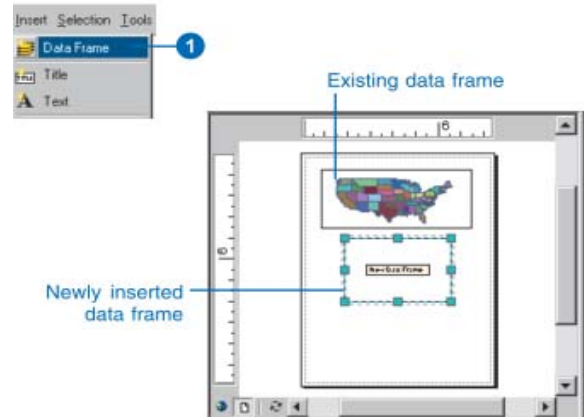 Insert Selection Tools
Data Frame
1
Title
A Text
Existing data frame
6
6
New Data Frame
Newly inserted
data frame